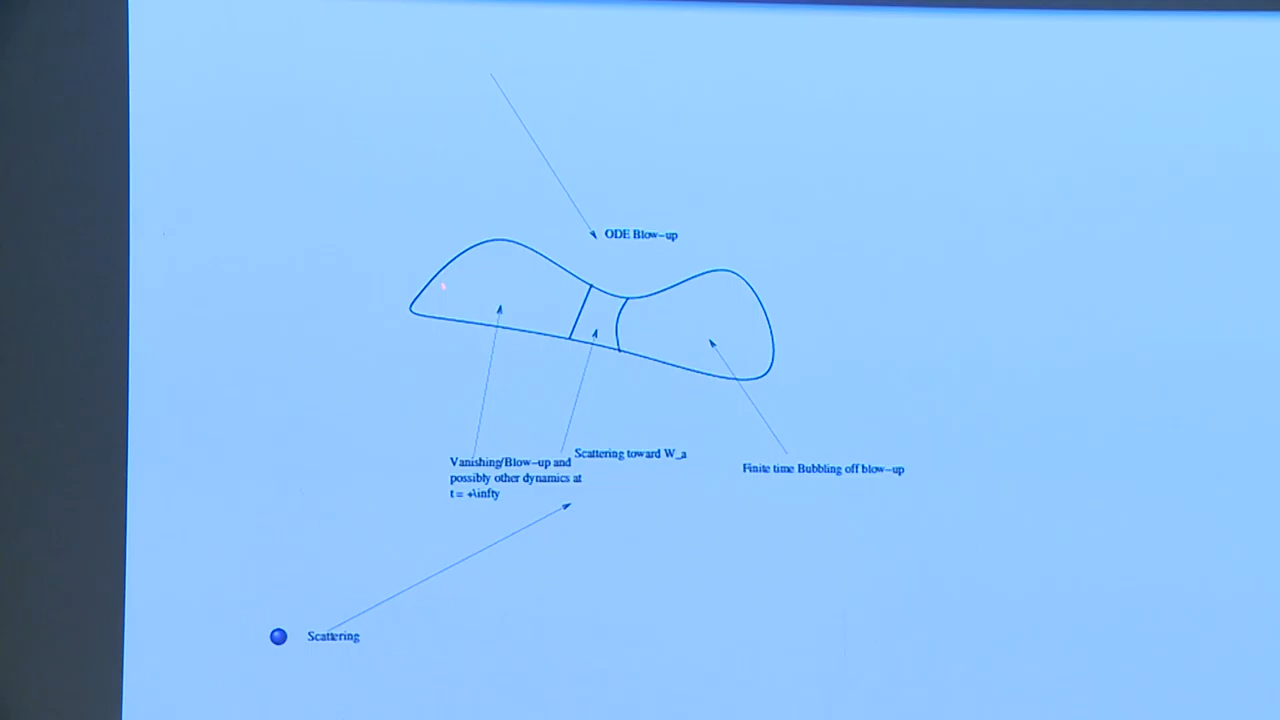 ODE Blow-up
Vanishing/Blow-up and
possibly other dynamics at
t = +\infty
Scattering toward W_a
Finite time Bubbling off blow-up
Scattering